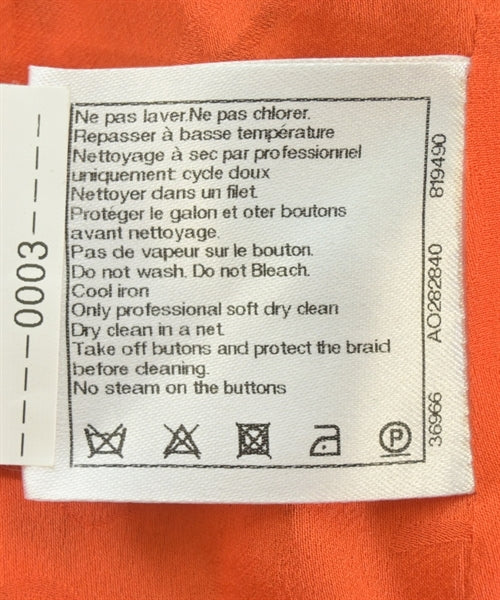 Ne pas laver.Ne pas chlorer.
Repasser à basse température
Nettoyage à sec par professionnel
uniquement cycle doux
Nettoyer dans un filet.
Protéger le galon et oter boutons
avant nettoyage.
Pas de vapeur sur le bouton.
Do not wash. Do not Bleach.
Cool iron
Only professional soft dry clean
Dry clean in a net.
Take off butons and protect the braid
before cleaning.
No steam on the buttons
P
36966 AO282840 819490
----0003----